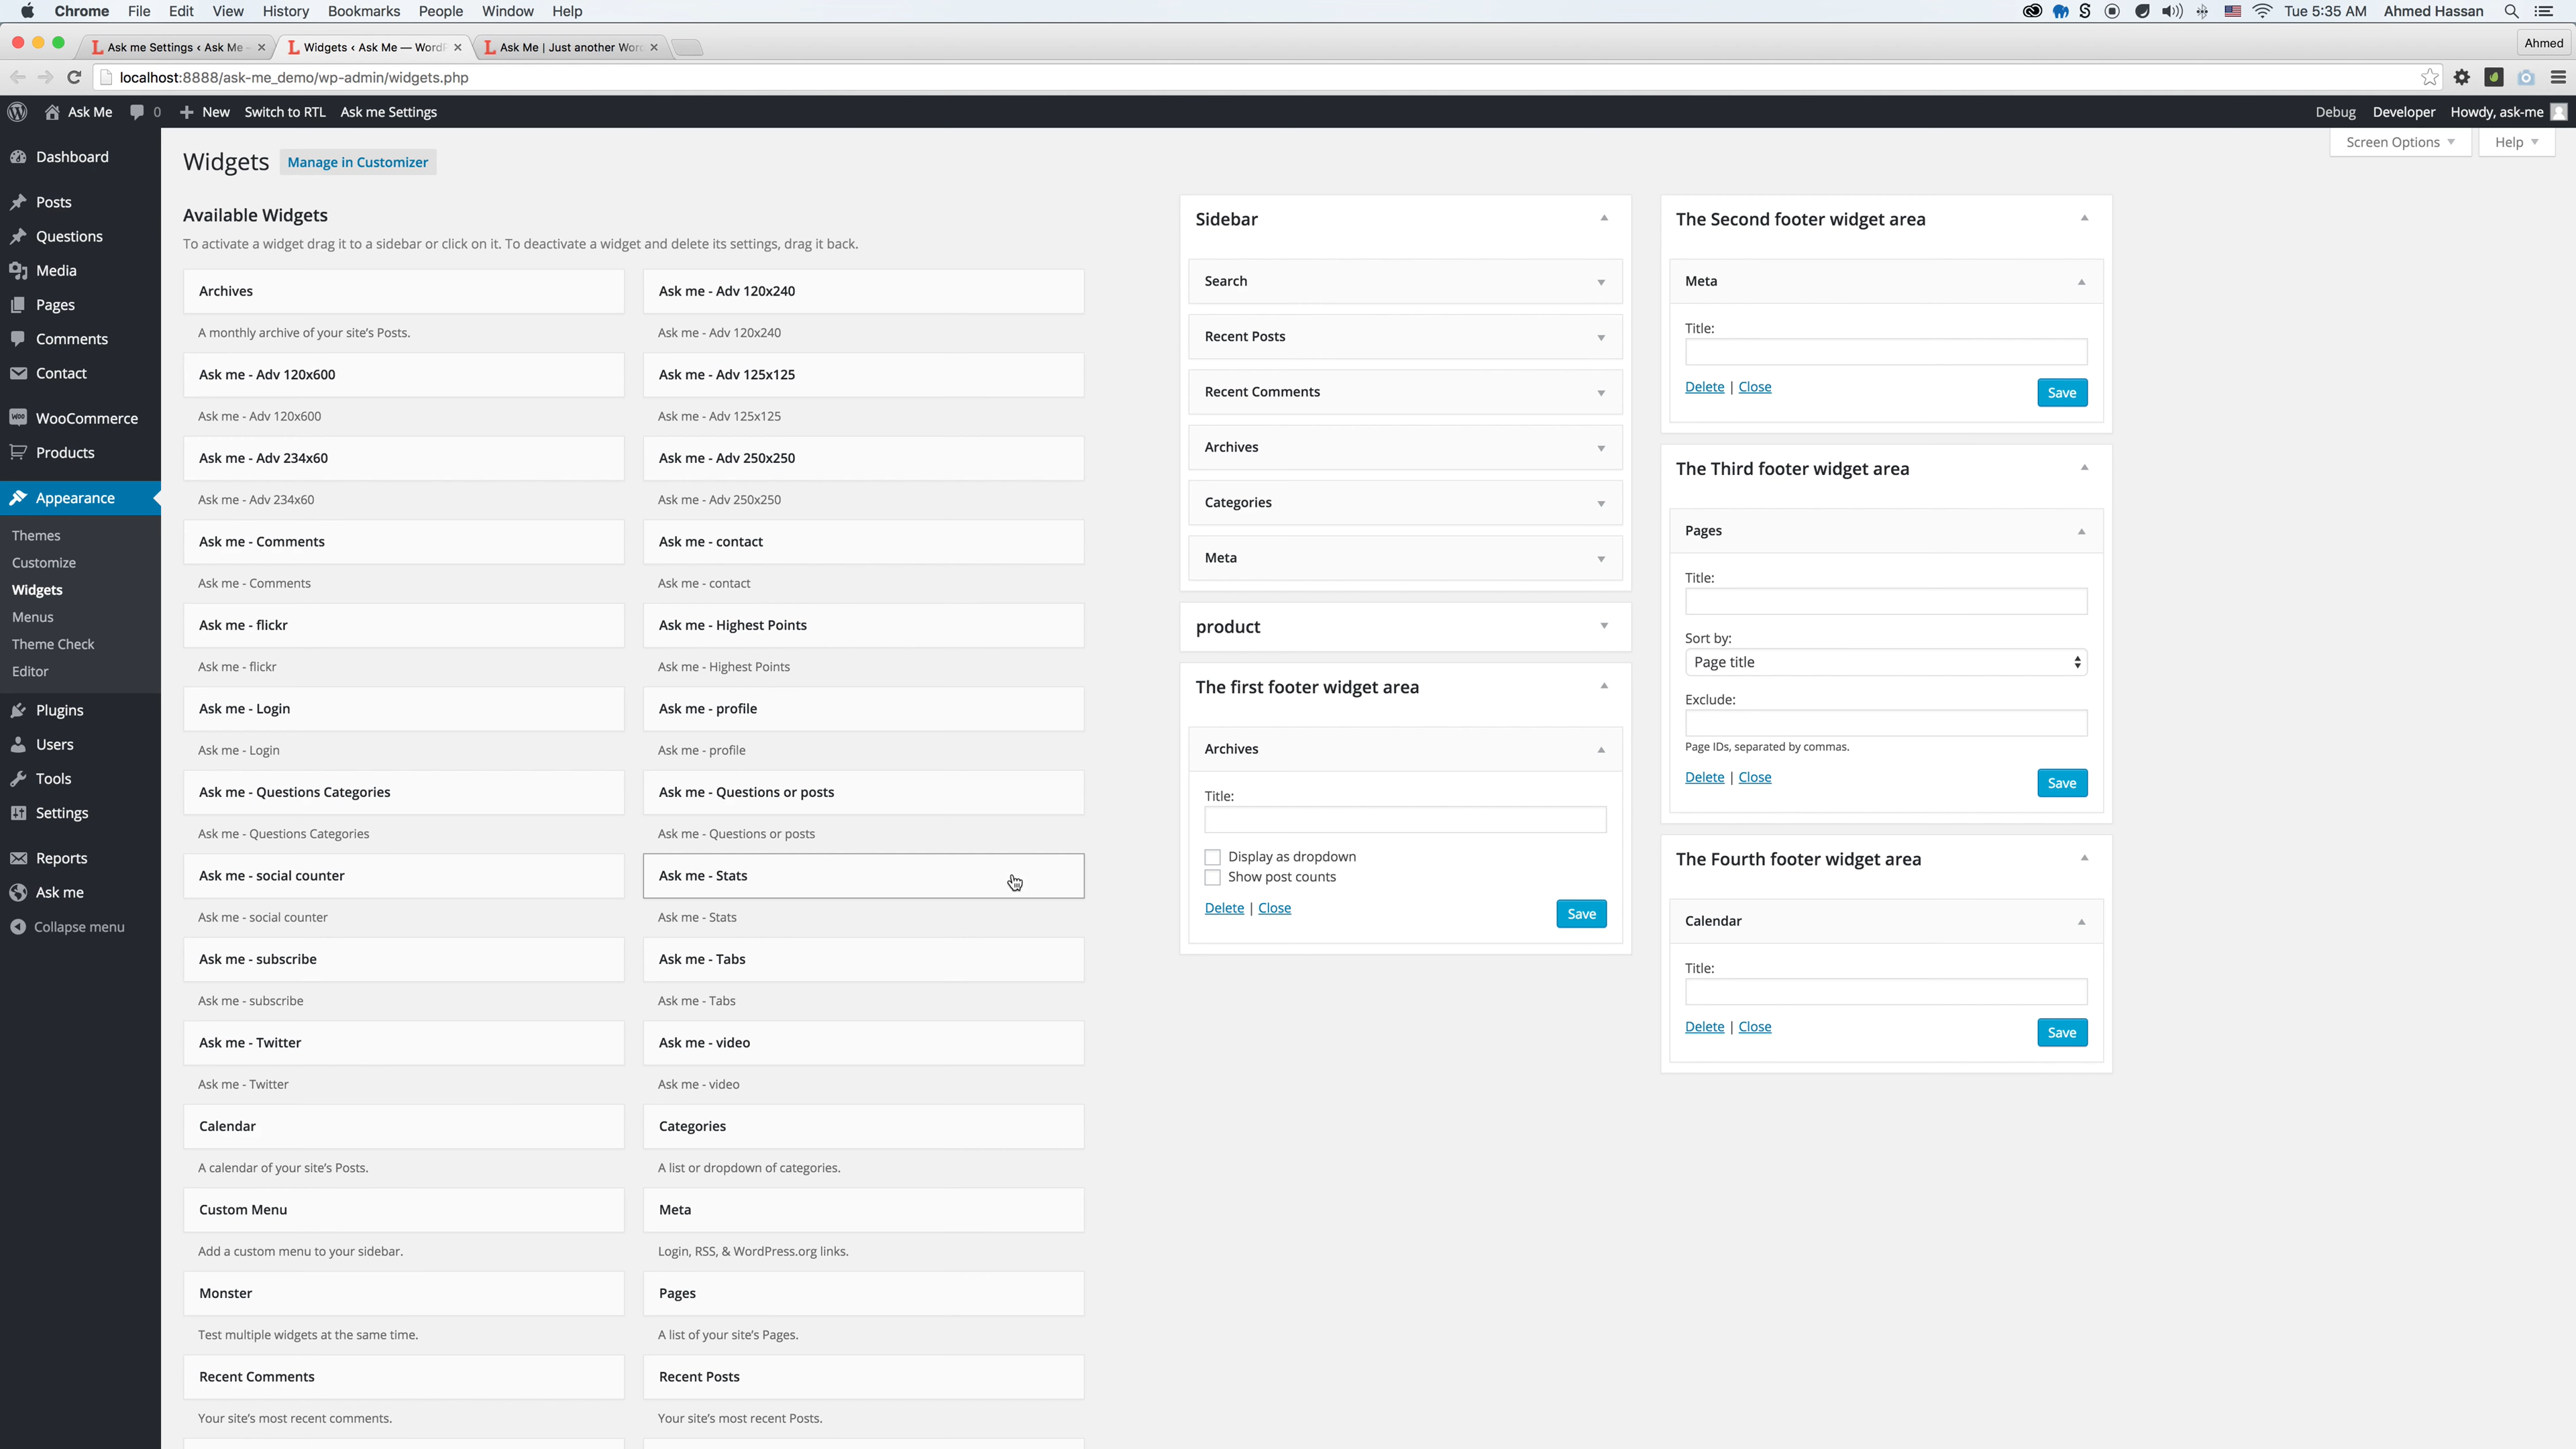 Chrome File Edit View History Bookmarks People Window Help
Tue 5:35 AM Ahmed Hassan
Ask me Settings ‹ Ask Me
Widgets ‹ Ask Me — WordP
Ask Me | Just another Wor
Ahmed
localhost:8888/ask-me_demo/wp-admin/widgets.php
Ask Me 0 New Switch to RTL Ask me Settings
Debug Developer Howdy, ask-me
Dashboard
Posts
Questions
Media
Pages
Comments
Contact
WooCommerce
Products
Appearance
Themes
Customize
Widgets
Menus
Theme Check
Editor
Plugins
Users
Tools
Settings
Reports
Ask me
Collapse menu
Screen Options
Help
Widgets
Manage in Customizer
Available Widgets
To activate a widget drag it to a sidebar or click on it. To deactivate a widget and delete its settings, drag it back.
Archives
A monthly archive of your site's Posts.
Ask me - Adv 120x240
Ask me - Adv 120x240
Ask me - Adv 120x600
Ask me - Adv 120x600
Ask me - Adv 125x125
Ask me - Adv 125x125
Ask me - Adv 234x60
Ask me - Adv 234x60
Ask me - Adv 250x250
Ask me - Adv 250x250
Ask me - Comments
Ask me - Comments
Ask me - contact
Ask me - contact
Ask me - flickr
Ask me - flickr
Ask me - Highest Points
Ask me - Highest Points
Ask me - Login
Ask me - Login
Ask me - profile
Ask me - profile
Ask me - Questions Categories
Ask me - Questions Categories
Ask me - Questions or posts
Ask me - Questions or posts
Ask me - social counter
Ask me - social counter
Ask me - Stats
Ask me - Stats
Ask me - subscribe
Ask me - subscribe
Ask me - Tabs
Ask me - Tabs
Ask me - Twitter
Ask me - Twitter
Ask me - video
Ask me - video
Calendar
A calendar of your site's Posts.
Categories
A list or dropdown of categories.
Custom Menu
Add a custom menu to your sidebar.
Meta
Login, RSS, & WordPress.org links.
Monster
Test multiple widgets at the same time.
Pages
A list of your site's Pages.
Recent Comments
Your site's most recent comments.
Recent Posts
Your site's most recent Posts.
Sidebar
Search
Recent Posts
Recent Comments
Archives
Categories
Meta
product
The first footer widget area
Archives
Title:
Display as dropdown
Show post counts
Delete | Close
Save
The Second footer widget area
Meta
Title:
Delete | Close
Save
The Third footer widget area
Pages
Title:
Sort by:
Page title
Exclude:
Page IDs, separated by commas.
Delete | Close
Save
The Fourth footer widget area
Calendar
Title:
Delete | Close
Save